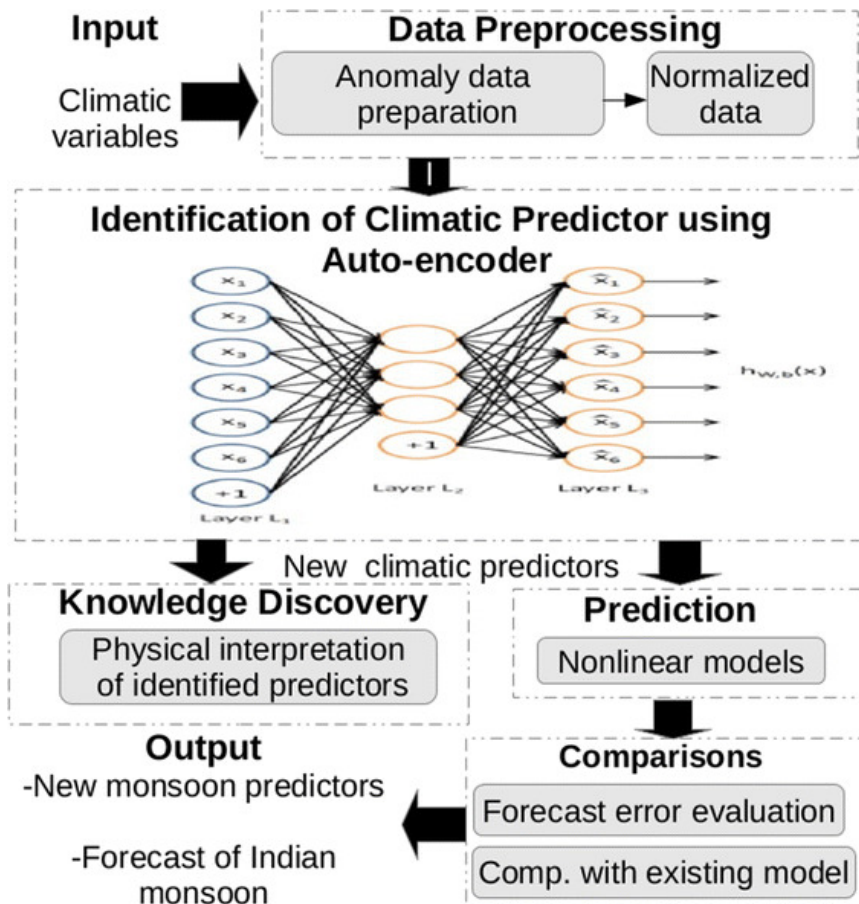 Input
Climatic
variables
Data Preprocessing
Anomaly data
preparation
Normalized
data
Identification of Climatic Predictor using
Auto-encoder
x₁
x₂
x₃
x₄
x₅
x₆
+1
Layer L₁
+1
Layer L₂
x̂₁
x̂₂
x̂₃
x̂₄
x̂₅
x̂₆
Layer L₃
h_W,b(x)
New climatic predictors
Knowledge Discovery
Physical interpretation
of identified predictors
Prediction
Nonlinear models
Comparisons
Forecast error evaluation
Comp. with existing model
Output
-New monsoon predictors
-Forecast of Indian
monsoon